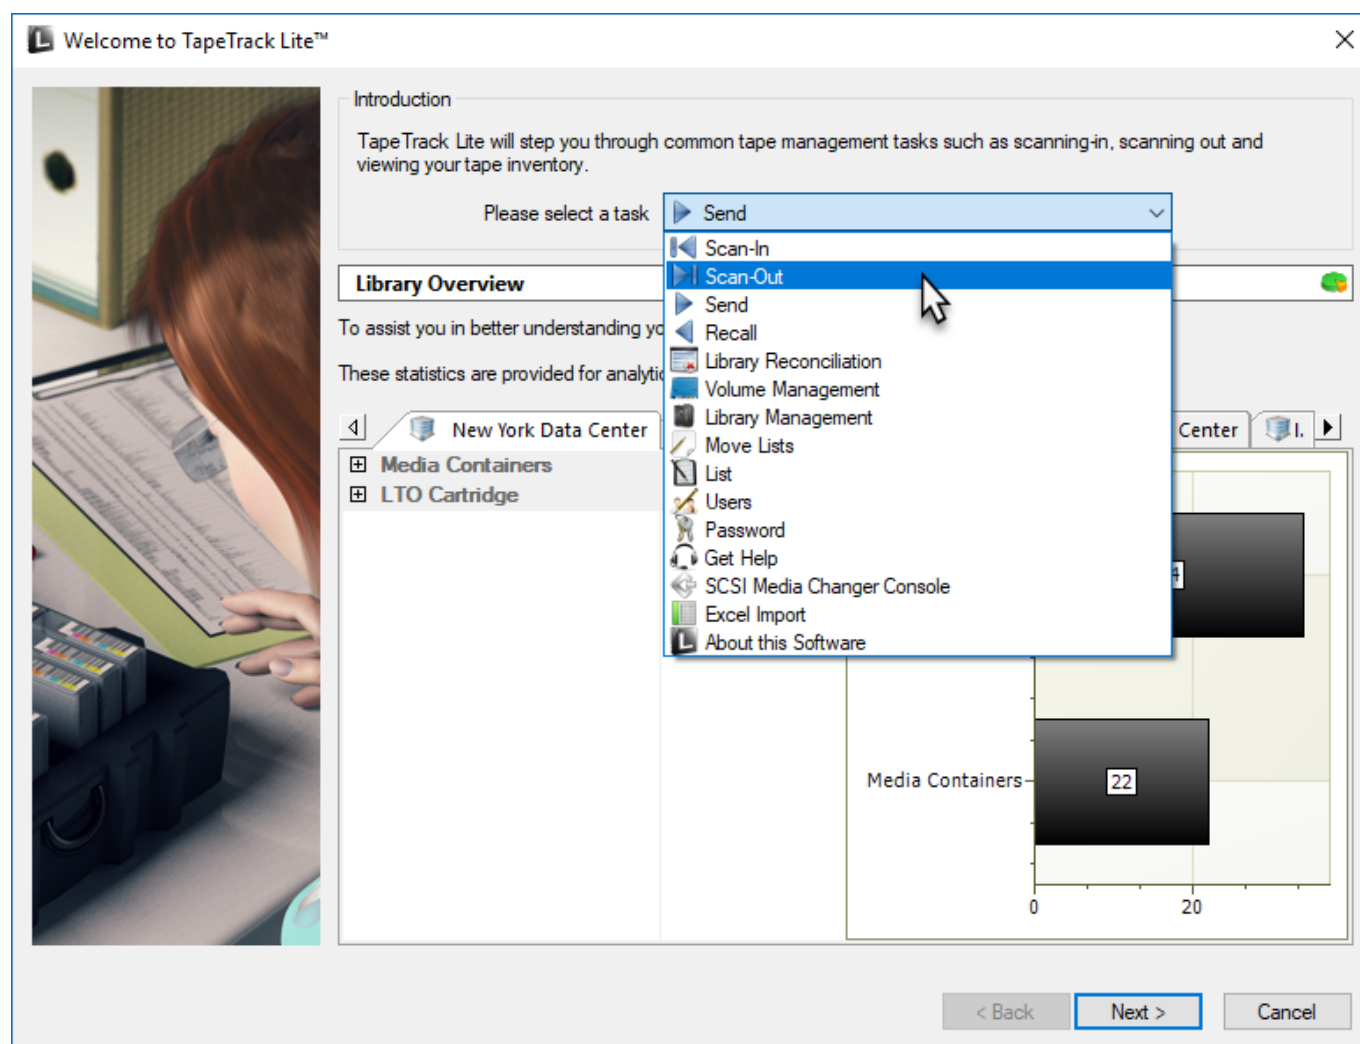 Welcome to TapeTrack Lite™
Introduction
TapeTrack Lite will step you through common tape management tasks such as scanning-in, scanning out and
viewing your tape inventory.
Please select a task
Send
Scan-In
Scan-Out
Send
Recall
Library Reconciliation
Volume Management
Library Management
Move Lists
List
Users
Password
Get Help
SCSI Media Changer Console
Excel Import
About this Software
Library Overview
To assist you in better understanding
These statistics are provided for
New York Data Center
Center
I.
Media Containers
LTO Cartridge
Media Containers
22
0
20
< Back
Next >
Cancel